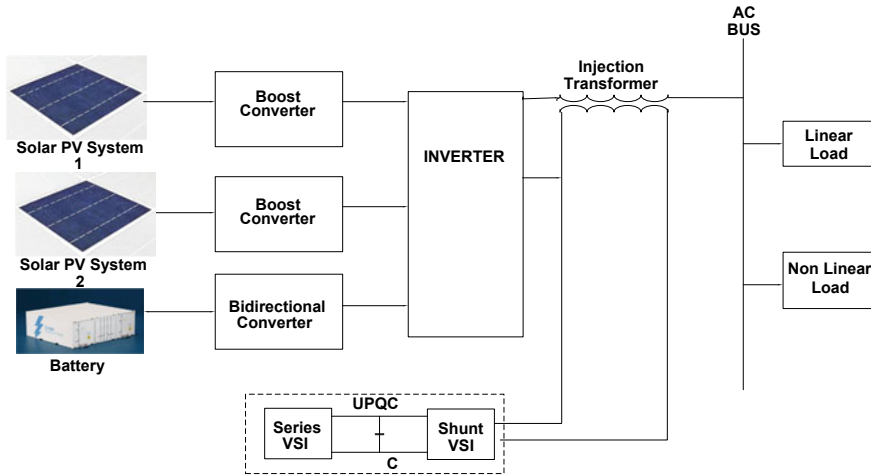 AC
BUS
Injection
Transformer
Boost
Converter
Linear
Load
Solar PV System
1
INVERTER
Boost
Converter
Solar PV System
2
Non Linear
Load
Bidirectional
Converter
Battery
UPQC
Series
VSI
Shunt
VSI
C